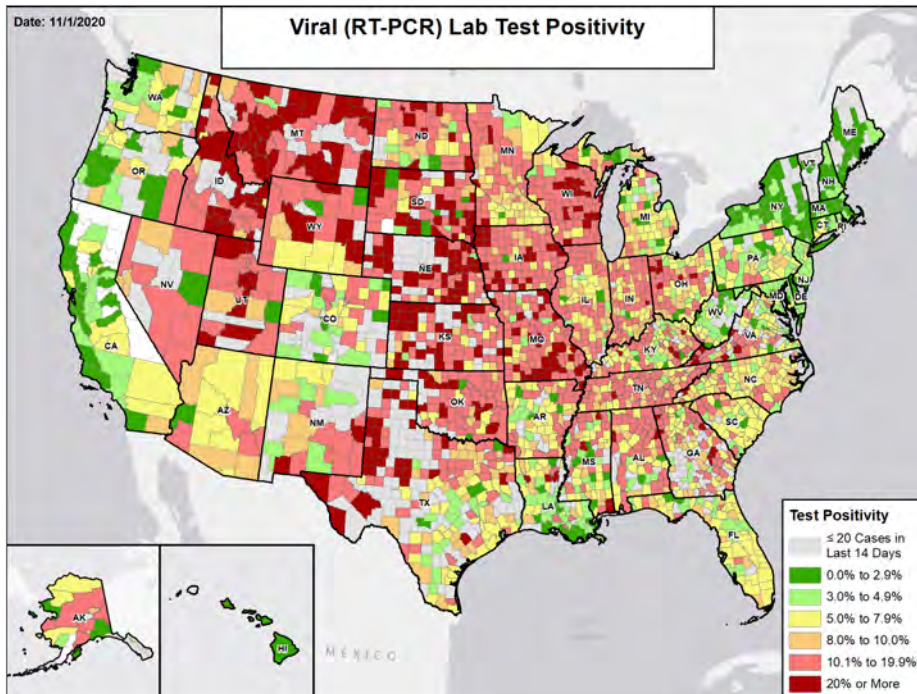 Date: 11/1/2020
Viral (RT-PCR) Lab Test Positivity
WA
MT
ND
MN
ME
OR
ID
WY
SD
WI
MI
VT
NH
NY
MA
CT
RI
NV
UT
CO
NE
IA
IL
IN
OH
PA
NJ
MD
DE
WV
VA
CA
KS
MO
KY
AZ
NM
OK
AR
TN
NC
SC
TX
LA
MS
AL
GA
FL
AK
HI
MÉXICO
Test Positivity
≤ 20 Cases in
Last 14 Days
0.0% to 2.9%
3.0% to 4.9%
5.0% to 7.9%
8.0% to 10.0%
10.1% to 19.9%
20% or More